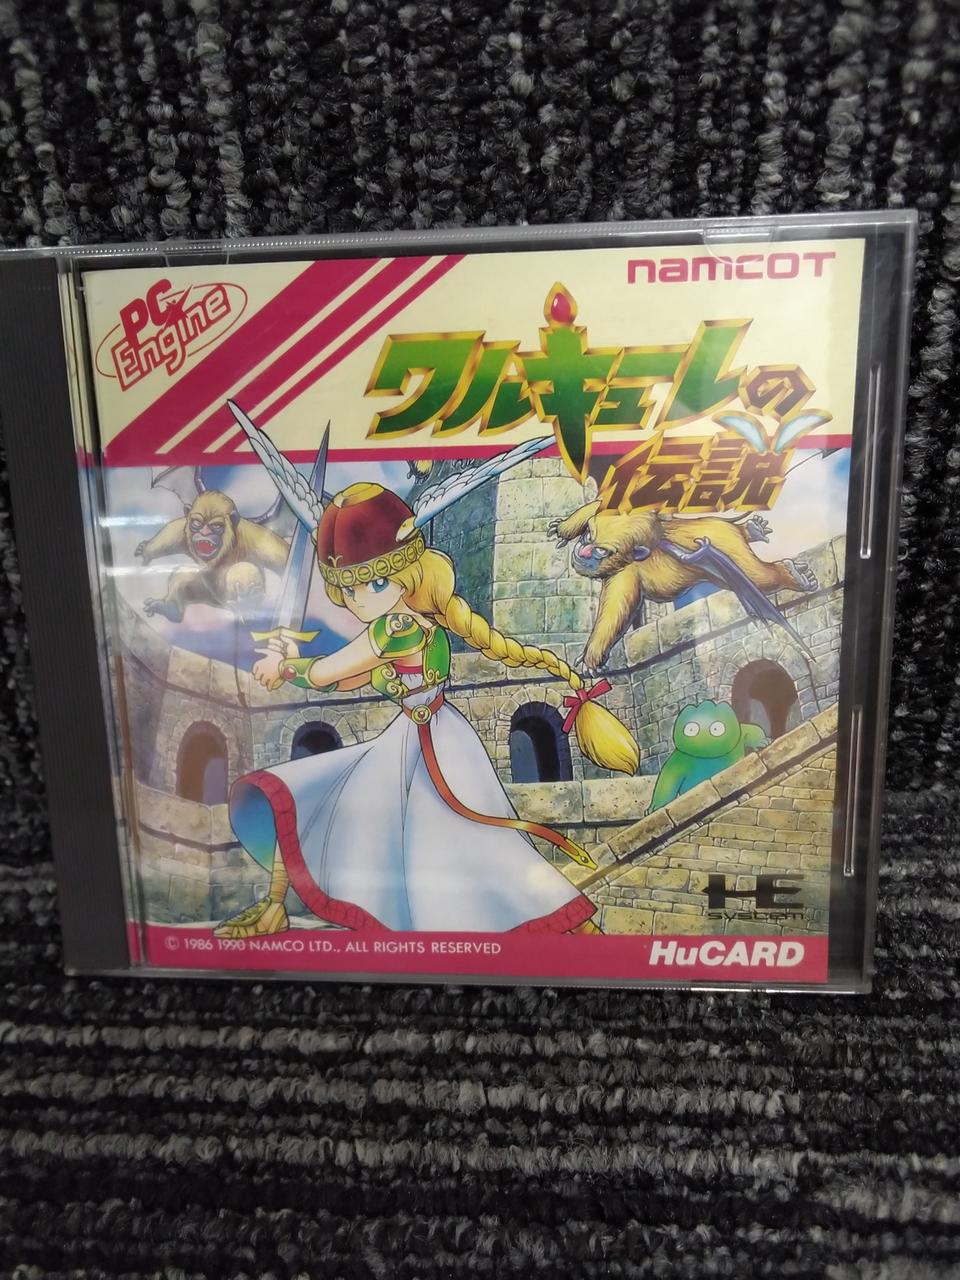 namcot
PC
Engine
ワルキューレの
伝説
HE
SYSTEM
© 1986 1990 NAMCO LTD., ALL RIGHTS RESERVED
HuCARD